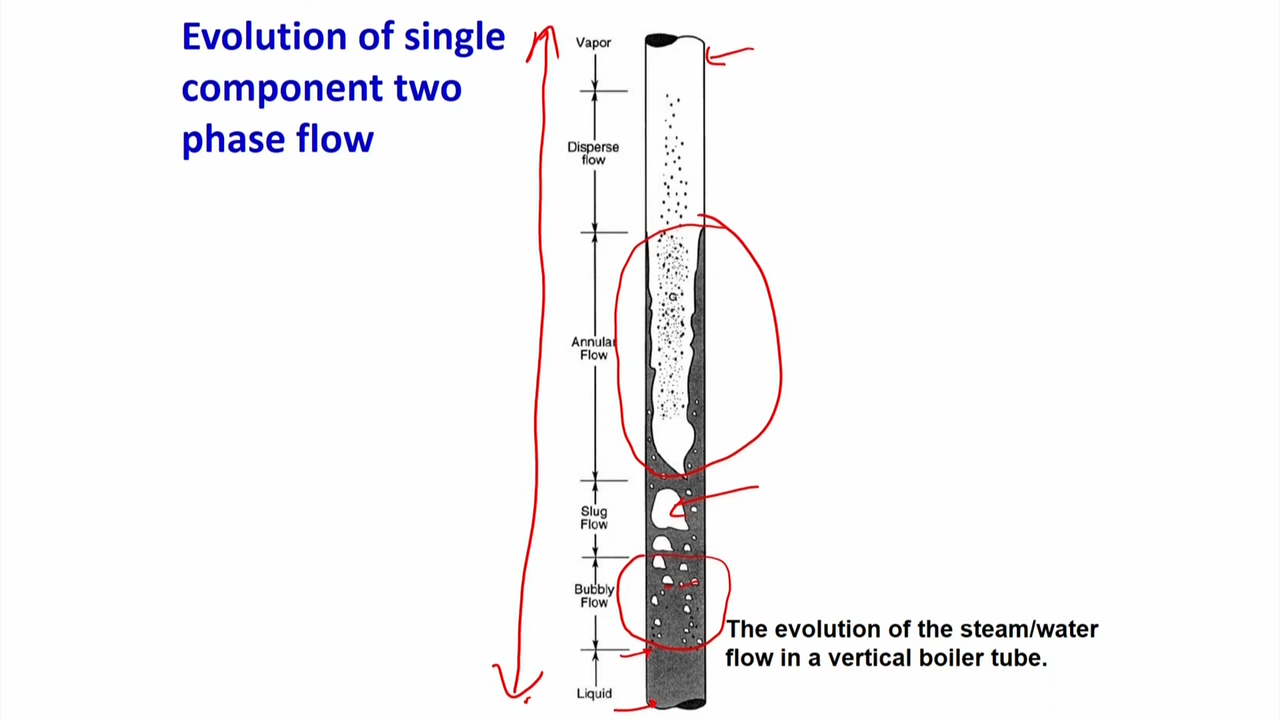 Evolution of single
component two
phase flow
Vapor
Disperse
flow
G
Annular
Flow
Slug
Flow
Bubbly
Flow
Liquid
The evolution of the steam/water
flow in a vertical boiler tube.